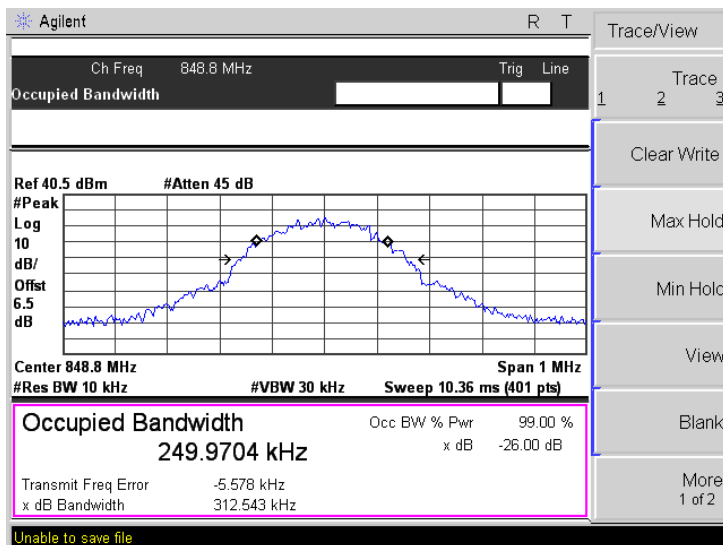 Agilent R T
Trace/View
Ch Freq 848.8 MHz Trig Line
Occupied Bandwidth
Trace
1 2 3
Clear Write
Ref 40.5 dBm #Atten 45 dB
#Peak
Log
10
dB/
Offst
6.5
dB
Max Hold
Min Hold
View
Center 848.8 MHz Span 1 MHz
#Res BW 10 kHz #VBW 30 kHz Sweep 10.36 ms (401 pts)
Occupied Bandwidth Occ BW % Pwr 99.00 %
249.9704 kHz x dB -26.00 dB
Blank
Transmit Freq Error -5.578 kHz
x dB Bandwidth 312.543 kHz
More
1 of 2
Unable to save file